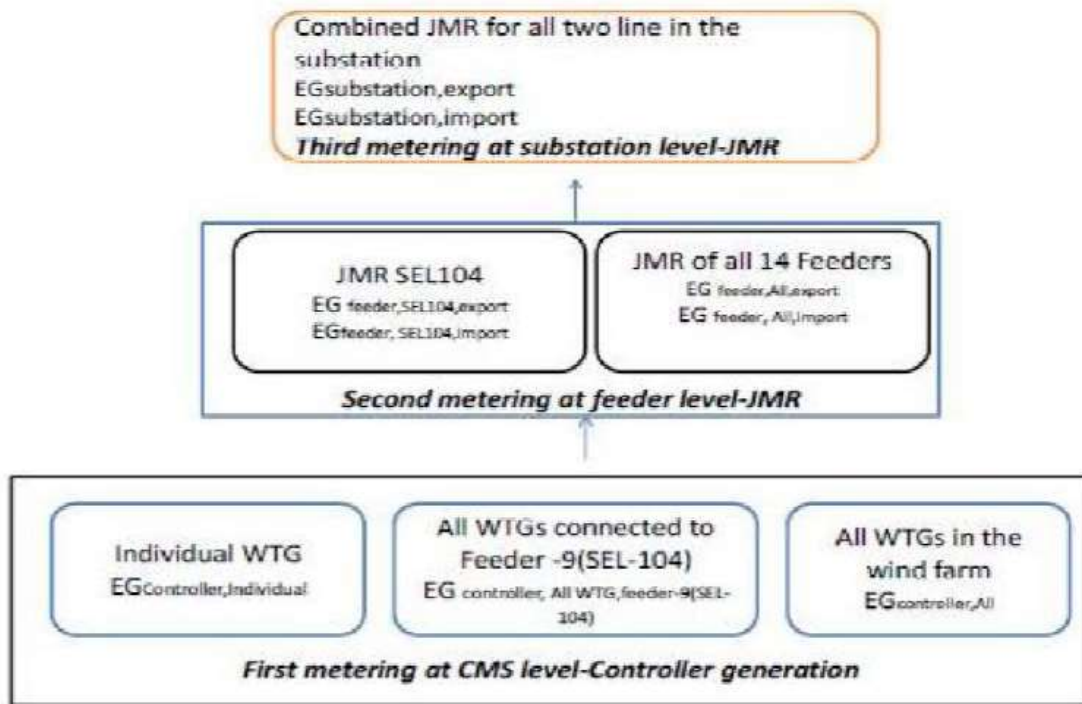 Combined JMR for all two line in the
substation
EGsubstation,export
EGsubstation,import
Third metering at substation level-JMR
JMR SEL104
EG feeder,SEL104,export
EGfeeder, SEL104,import
JMR of all 14 Feeders
EG feeder,All,export
EG feeder, All,import
Second metering at feeder level-JMR
Individual WTG
EGController,Individual
All WTGs connected to
Feeder -9(SEL-104)
EG controller, All WTG,feeder-9(SEL-
104)
All WTGs in the
wind farm
EGcontroller,All
First metering at CMS level-Controller generation